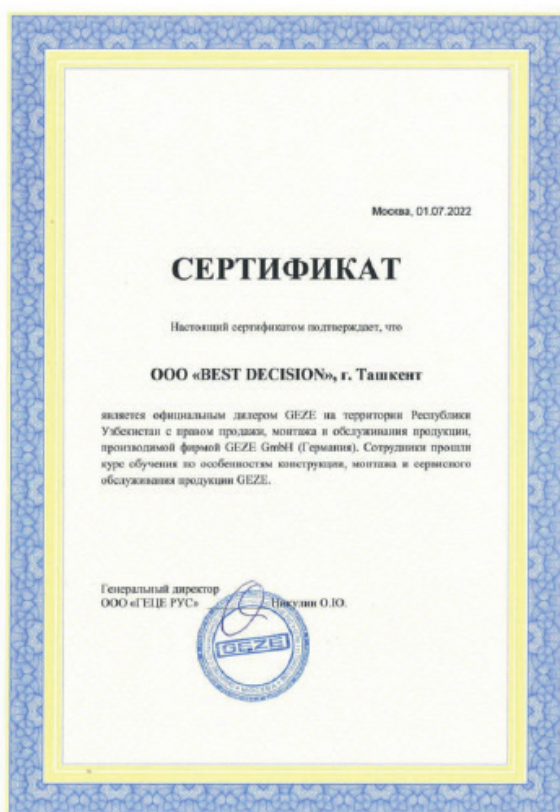 Москва, 01.07.2022
СЕРТИФИКАТ
Настоящий сертификатом подтверждает, что
ООО «BEST DECISION», г. Ташкент
является официальным дилером GEZE на территории Республики
Узбекистан с правом продажи, монтажа и обслуживания продукции,
производимой фирмой GEZE GmbH (Германия). Сотрудники прошли
курс обучения по особенностям конструкции, монтажа и сервисного
обслуживания продукции GEZE.
Генеральный директор
ООО «ГЕЦЕ РУС» Никулин О.Ю.
GEZE
МОСКВА